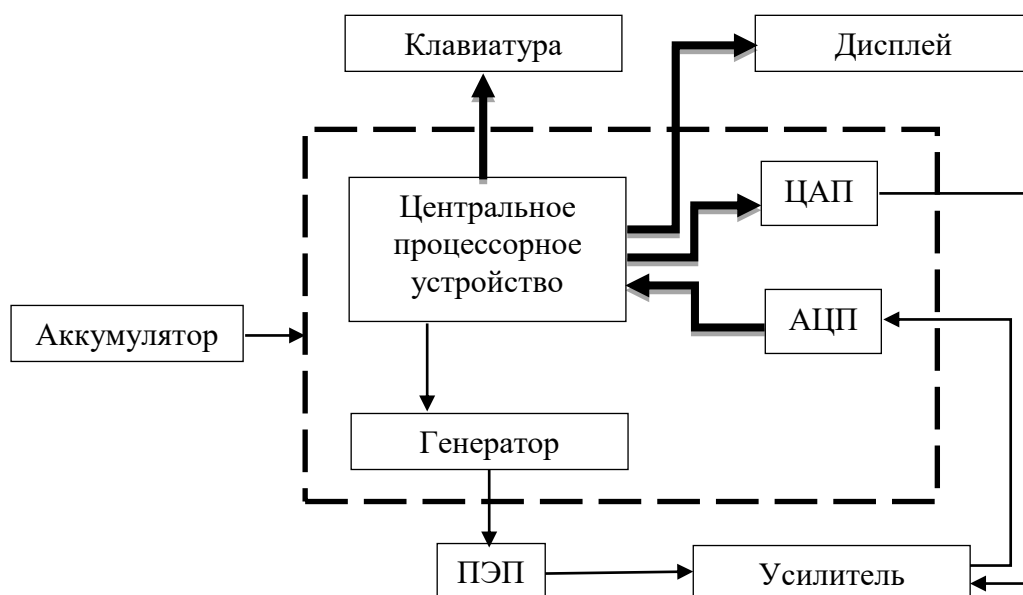 Клавиатура
Дисплей
Центральное
процессорное
устройство
ЦАП
АЦП
Аккумулятор
Генератор
ПЭП
Усилитель